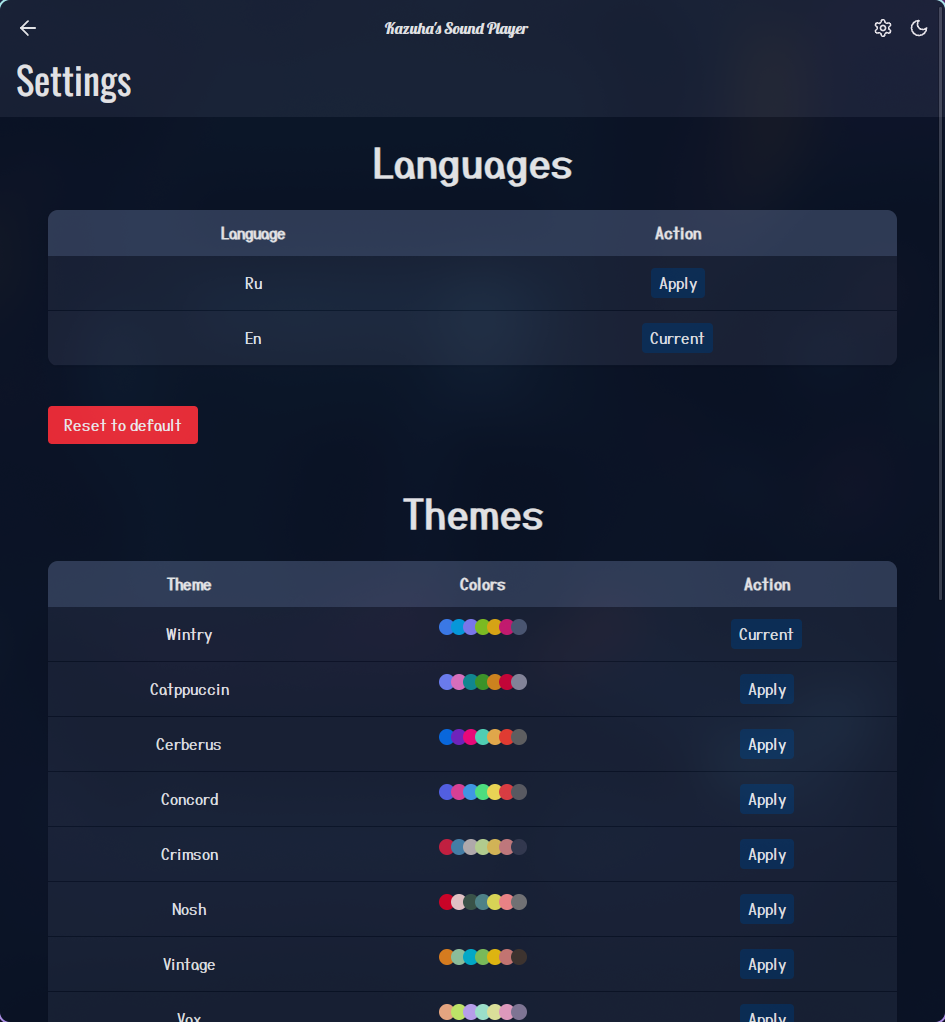 Kazuha's Sound Player
Settings
Languages
Language Action
Ru Apply
En Current
Reset to default
Themes
Theme Colors Action
Wintry Current
Catppuccin Apply
Cerberus Apply
Concord Apply
Crimson Apply
Nosh Apply
Vintage Apply
Vox Apply